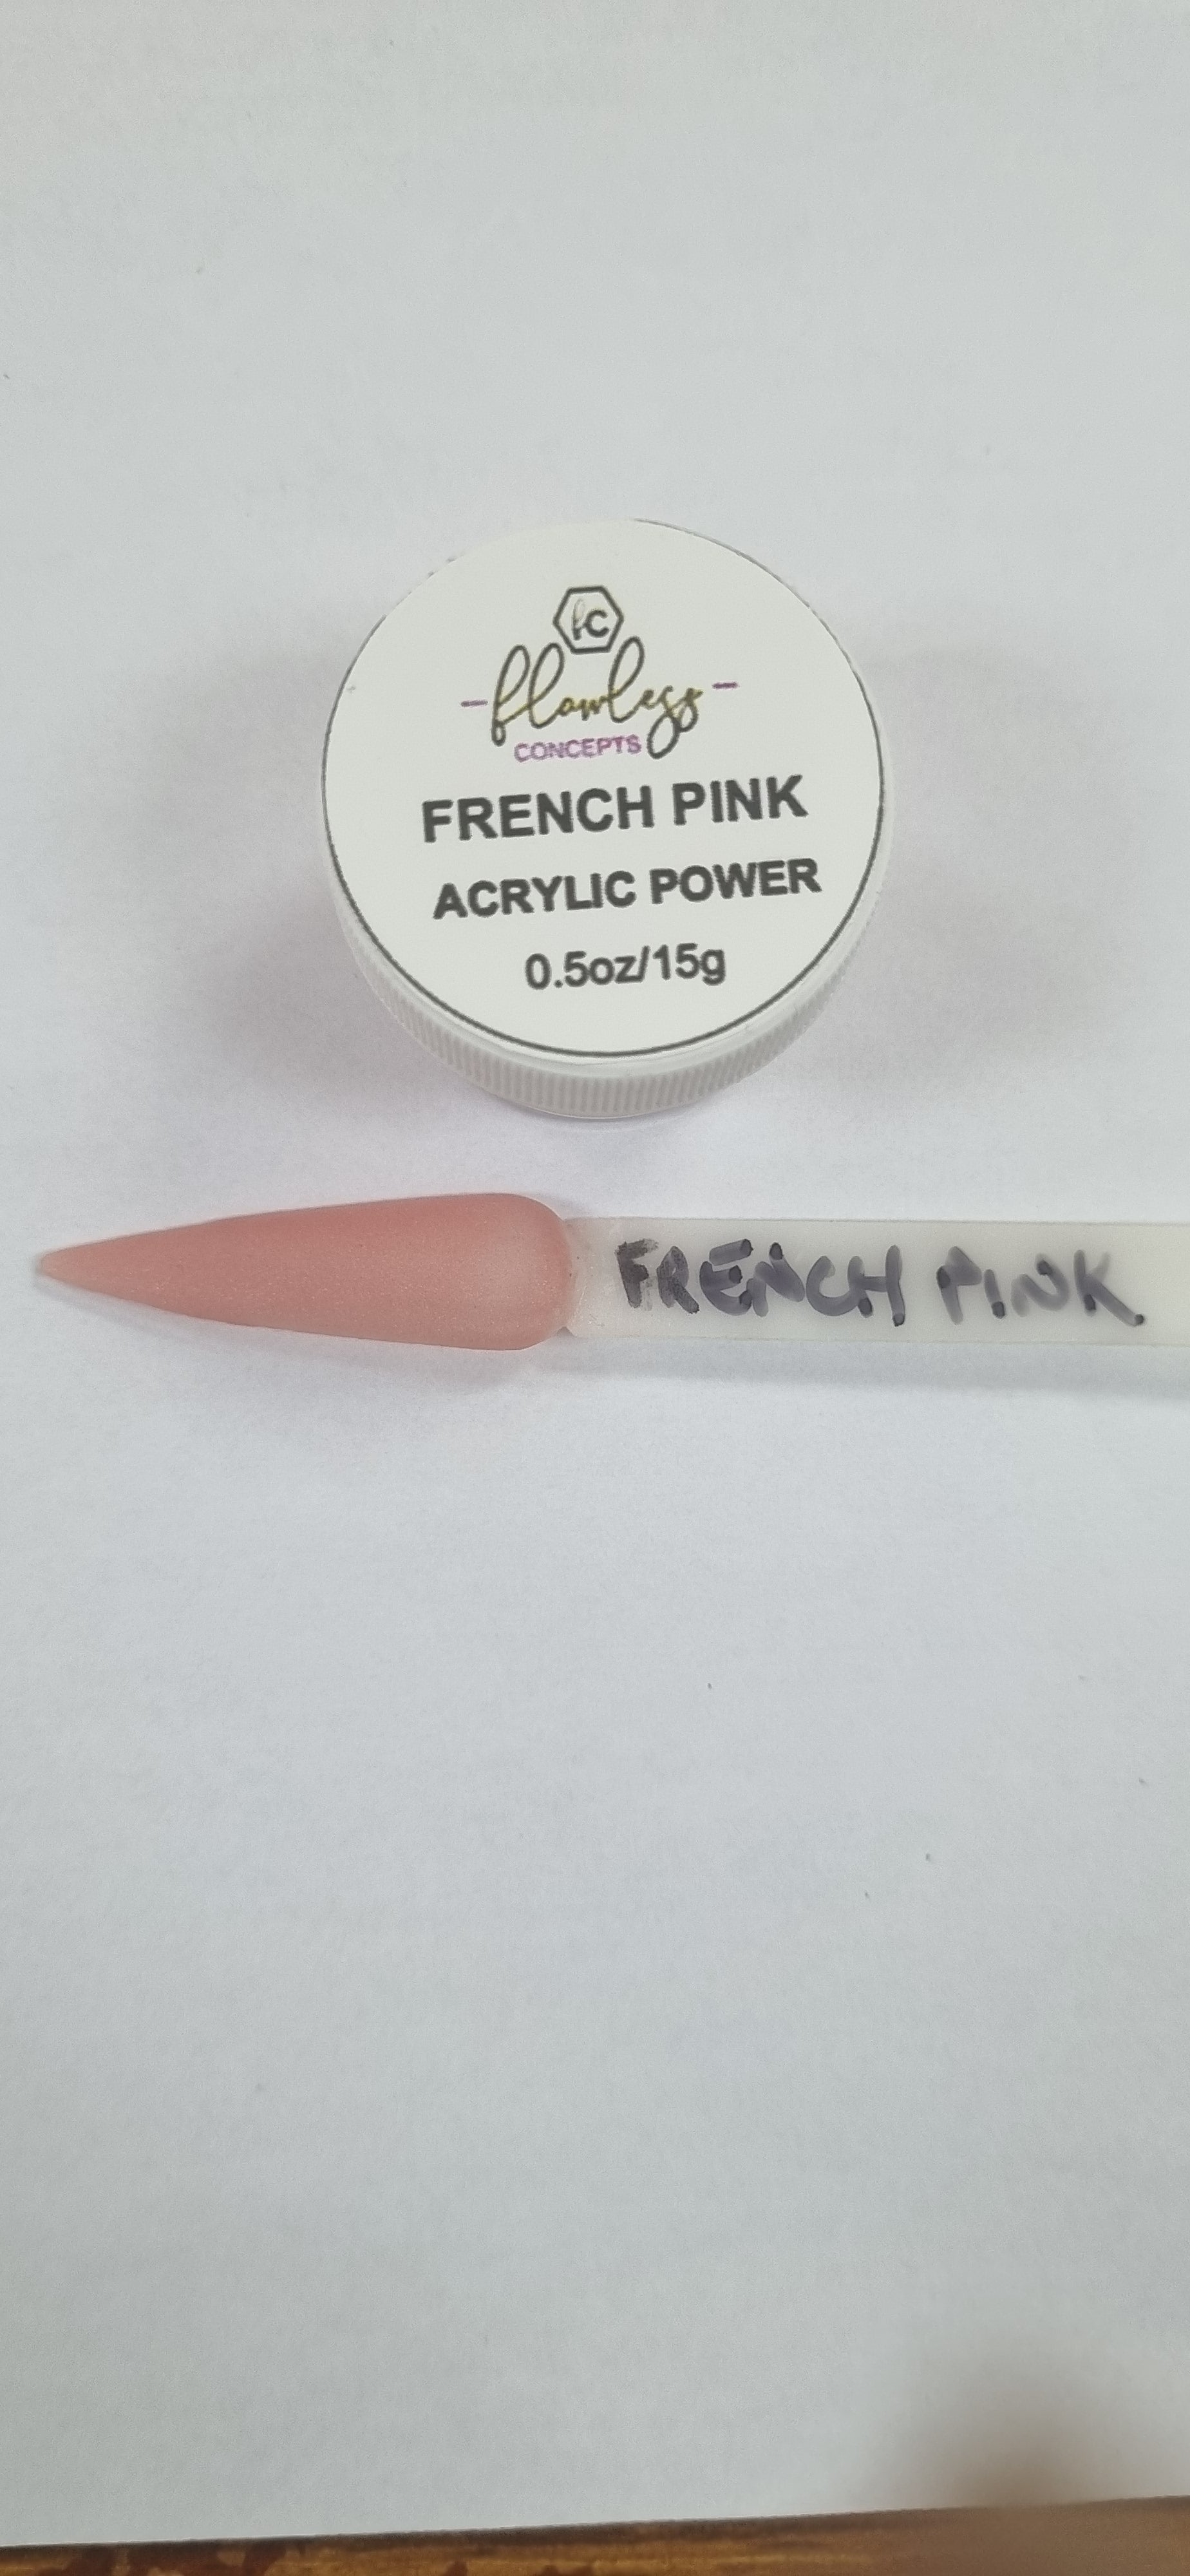 fC
flawless
CONCEPTS
FRENCH PINK
ACRYLIC POWER
0.5oz/15g
FRENCH PINK